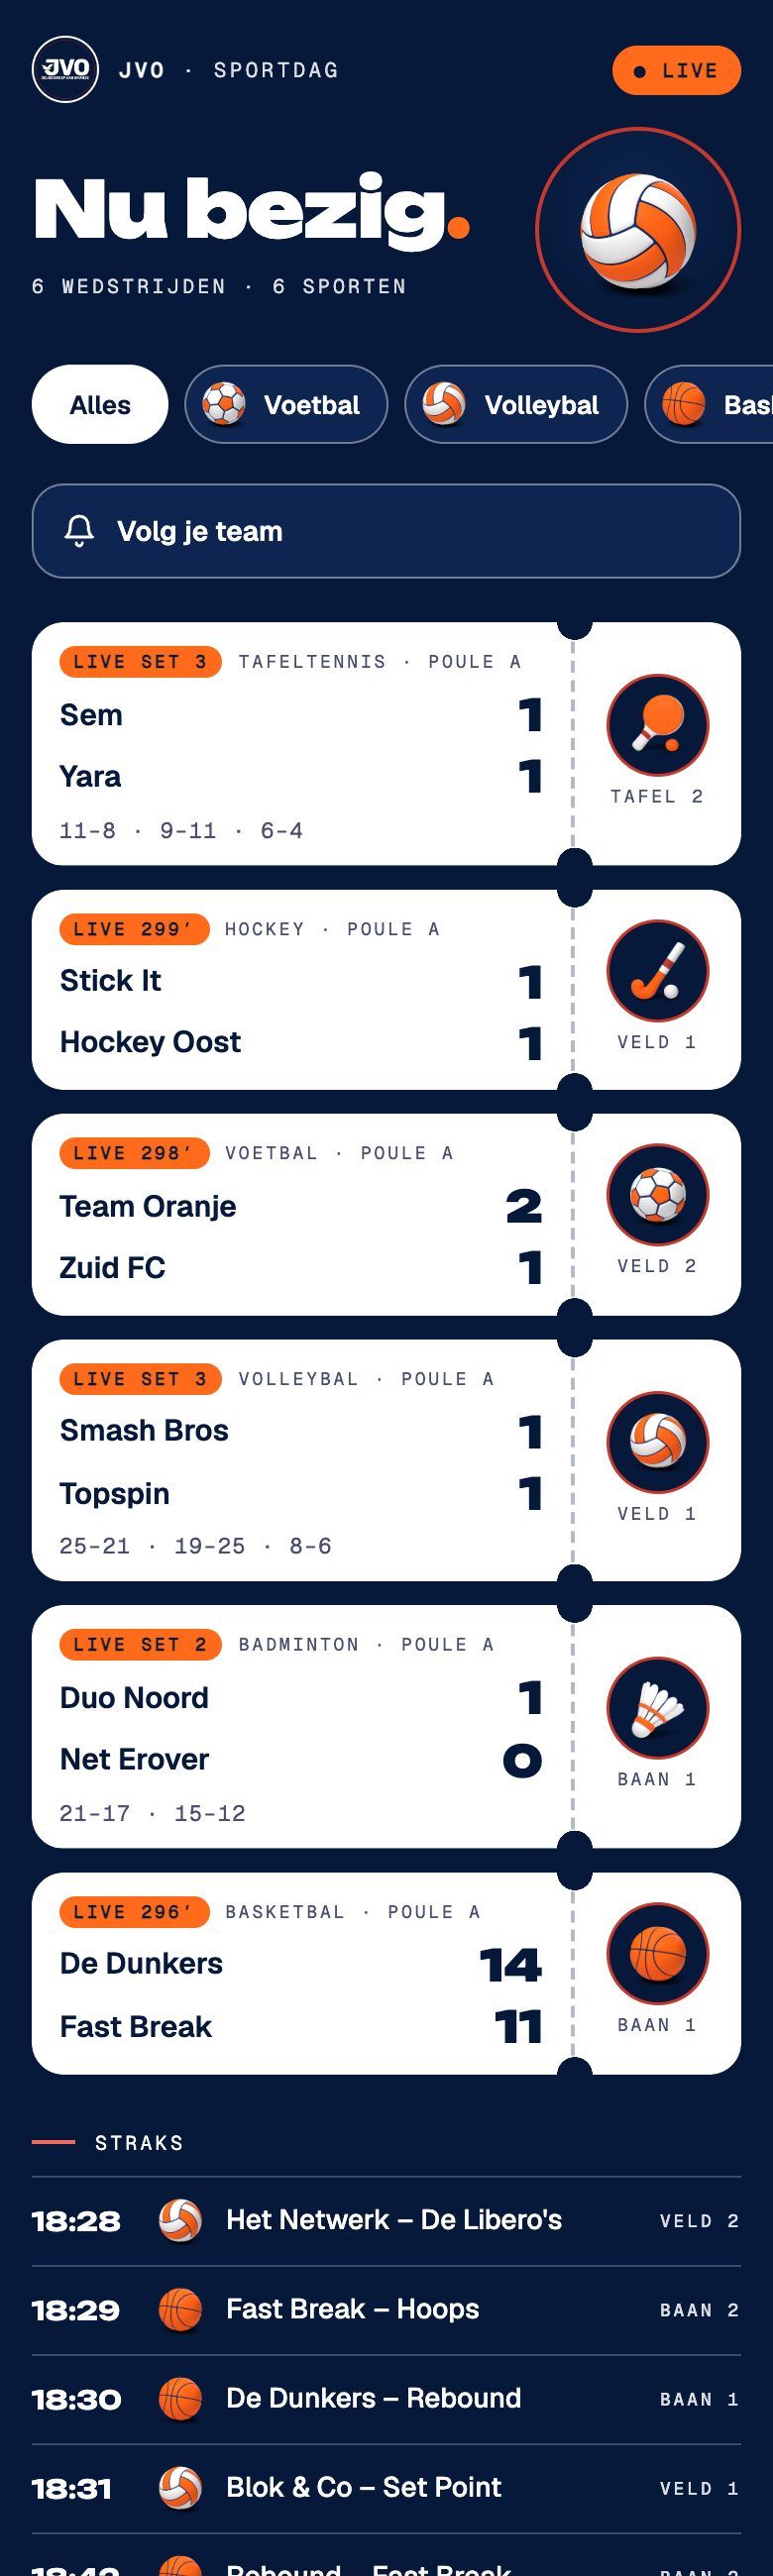 JVO
JVO · SPORTDAG
● LIVE
Nu bezig.
6 WEDSTRIJDEN · 6 SPORTEN
Alles
Voetbal
Volleybal
Volg je team
LIVE SET 3 TAFELTENNIS · POULE A
Sem 1
Yara 1
11–8 · 9–11 · 6–4
TAFEL 2
LIVE 299′ HOCKEY · POULE A
Stick It 1
Hockey Oost 1
VELD 1
LIVE 298′ VOETBAL · POULE A
Team Oranje 2
Zuid FC 1
VELD 2
LIVE SET 3 VOLLEYBAL · POULE A
Smash Bros 1
Topspin 1
25–21 · 19–25 · 8–6
VELD 1
LIVE SET 2 BADMINTON · POULE A
Duo Noord 1
Net Erover 0
21–17 · 15–12
BAAN 1
LIVE 296′ BASKETBAL · POULE A
De Dunkers 14
Fast Break 11
BAAN 1
STRAKS
18:28 Het Netwerk – De Libero's VELD 2
18:29 Fast Break – Hoops BAAN 2
18:30 De Dunkers – Rebound BAAN 1
18:31 Blok & Co – Set Point VELD 1